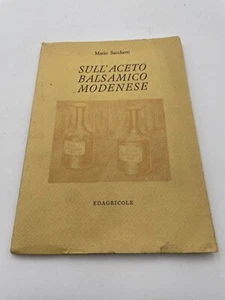 Mario Sacchetti
SULL'ACETO
BALSAMICO
MODENESE
EDAGRICOLE